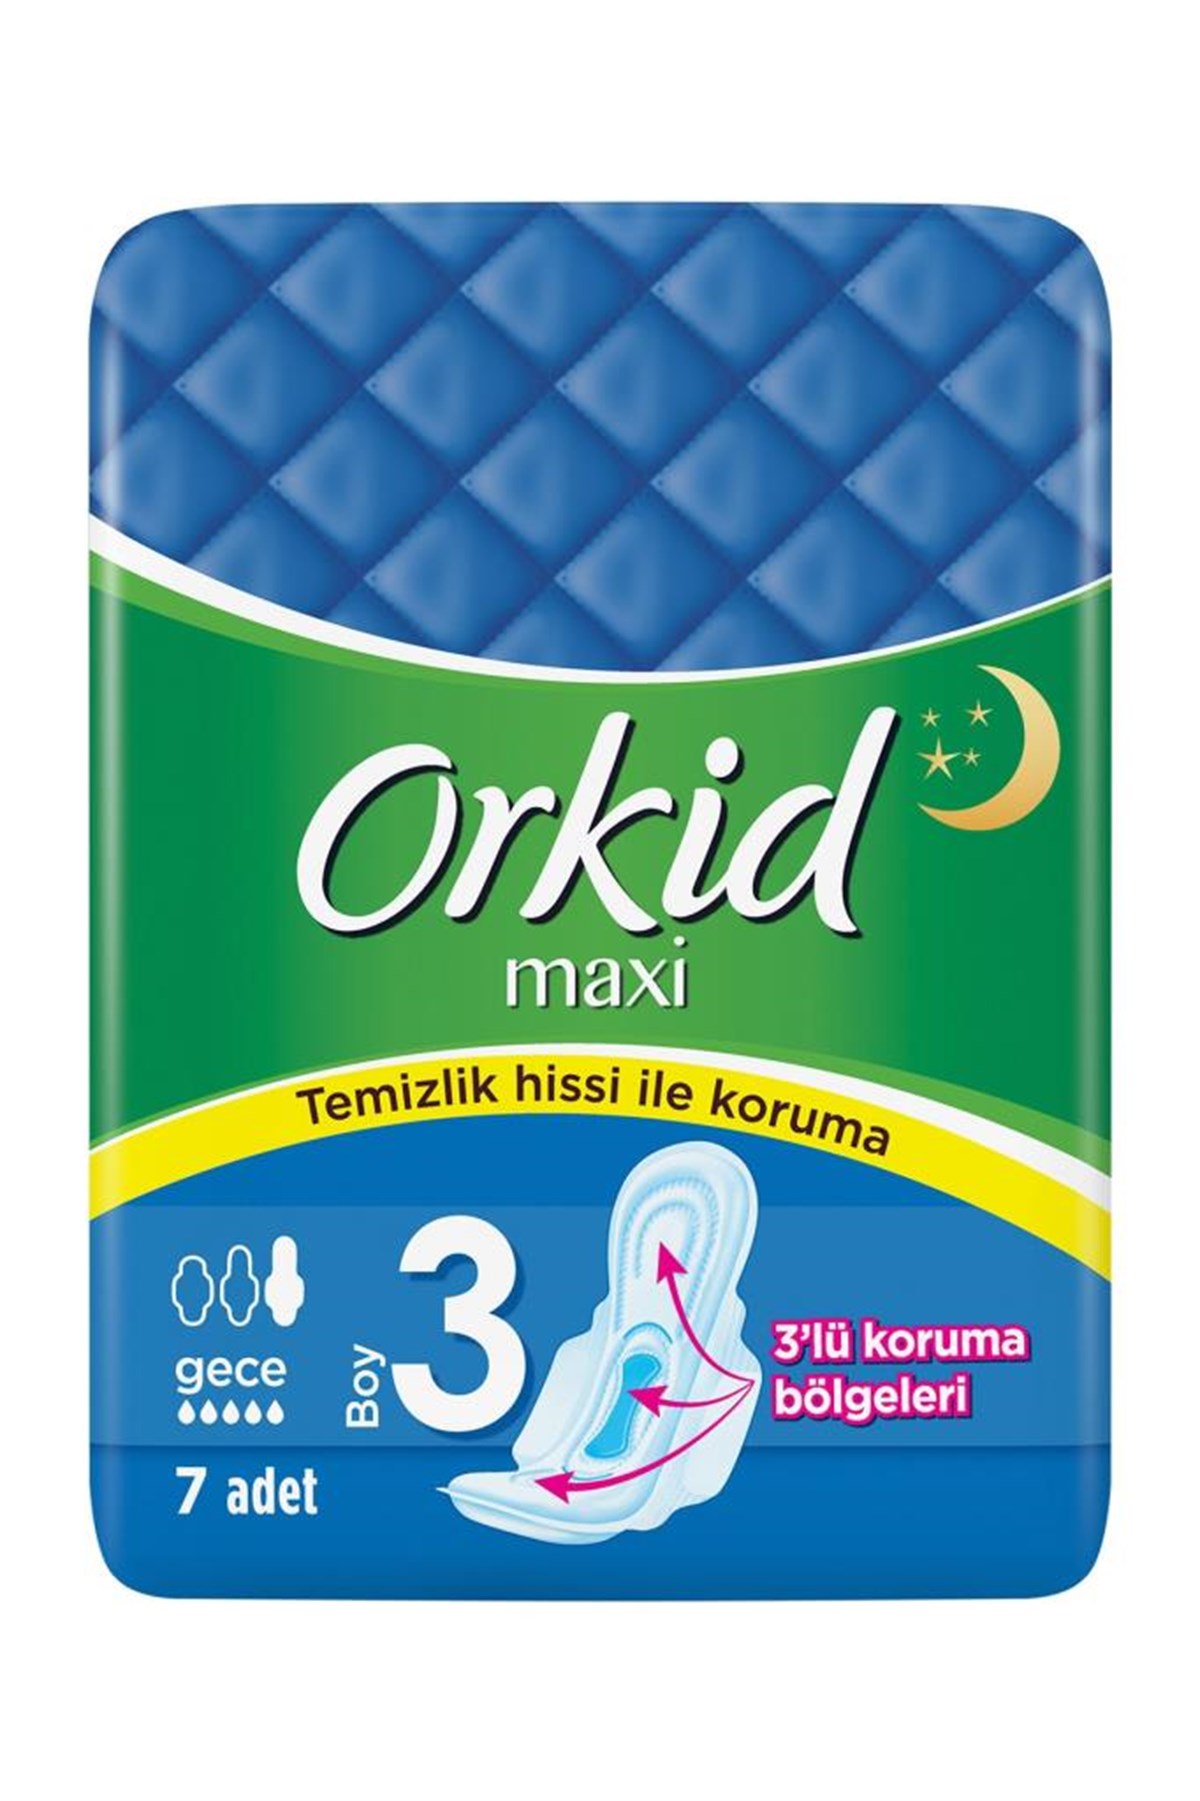 Orkid
maxi
Temizlik hissi ile koruma
gece
Boy 3
3'lü koruma
bölgeleri
7 adet